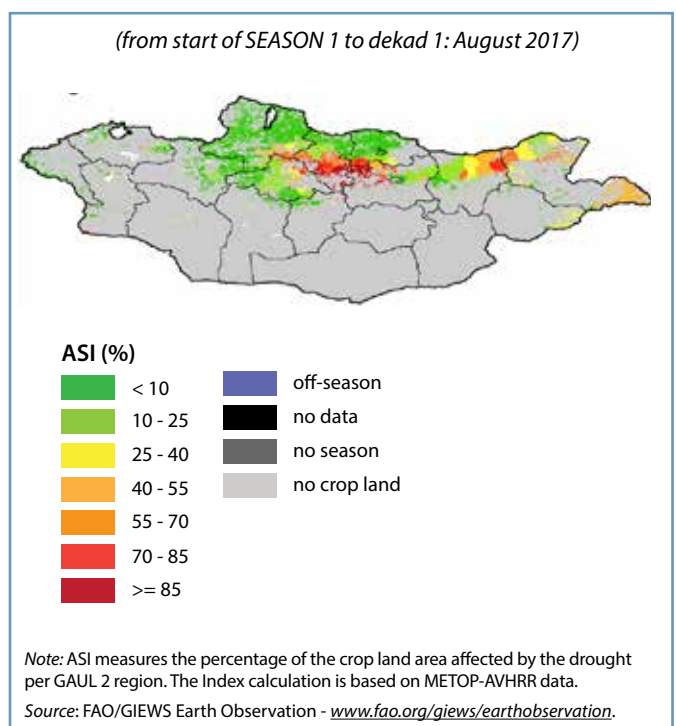 (from start of SEASON 1 to dekad 1: August 2017)
ASI (%)
< 10
10 - 25
25 - 40
40 - 55
55 - 70
70 - 85
>= 85
off-season
no data
no season
no crop land
Note: ASI measures the percentage of the crop land area affected by the drought
per GAUL 2 region. The Index calculation is based on METOP-AVHRR data.
Source: FAO/GIEWS Earth Observation - www.fao.org/giews/earthobservation.